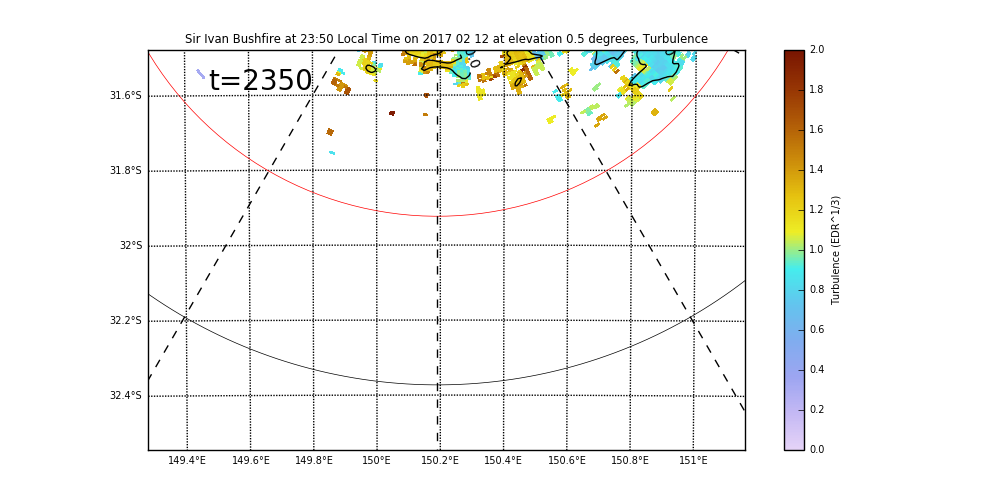 Sir Ivan Bushfire at 23:50 Local Time on 2017 02 12 at elevation 0.5 degrees, Turbulence
t=2350
31.6°S
31.8°S
32°S
32.2°S
32.4°S
149.4°E 149.6°E 149.8°E 150°E 150.2°E 150.4°E 150.6°E 150.8°E 151°E
2.0
1.8
1.6
1.4
1.2
1.0
0.8
0.6
0.4
0.2
0.0
Turbulence (EDR^1/3)